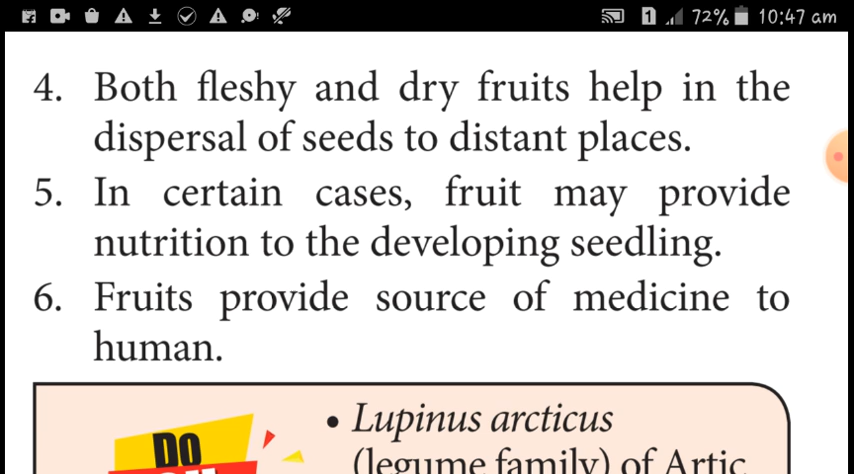 72% 10:47 am
4. Both fleshy and dry fruits help in the
dispersal of seeds to distant places.
5. In certain cases, fruit may provide
nutrition to the developing seedling.
6. Fruits provide source of medicine to
human.
DO
• Lupinus arcticus
(legume family) of Artic